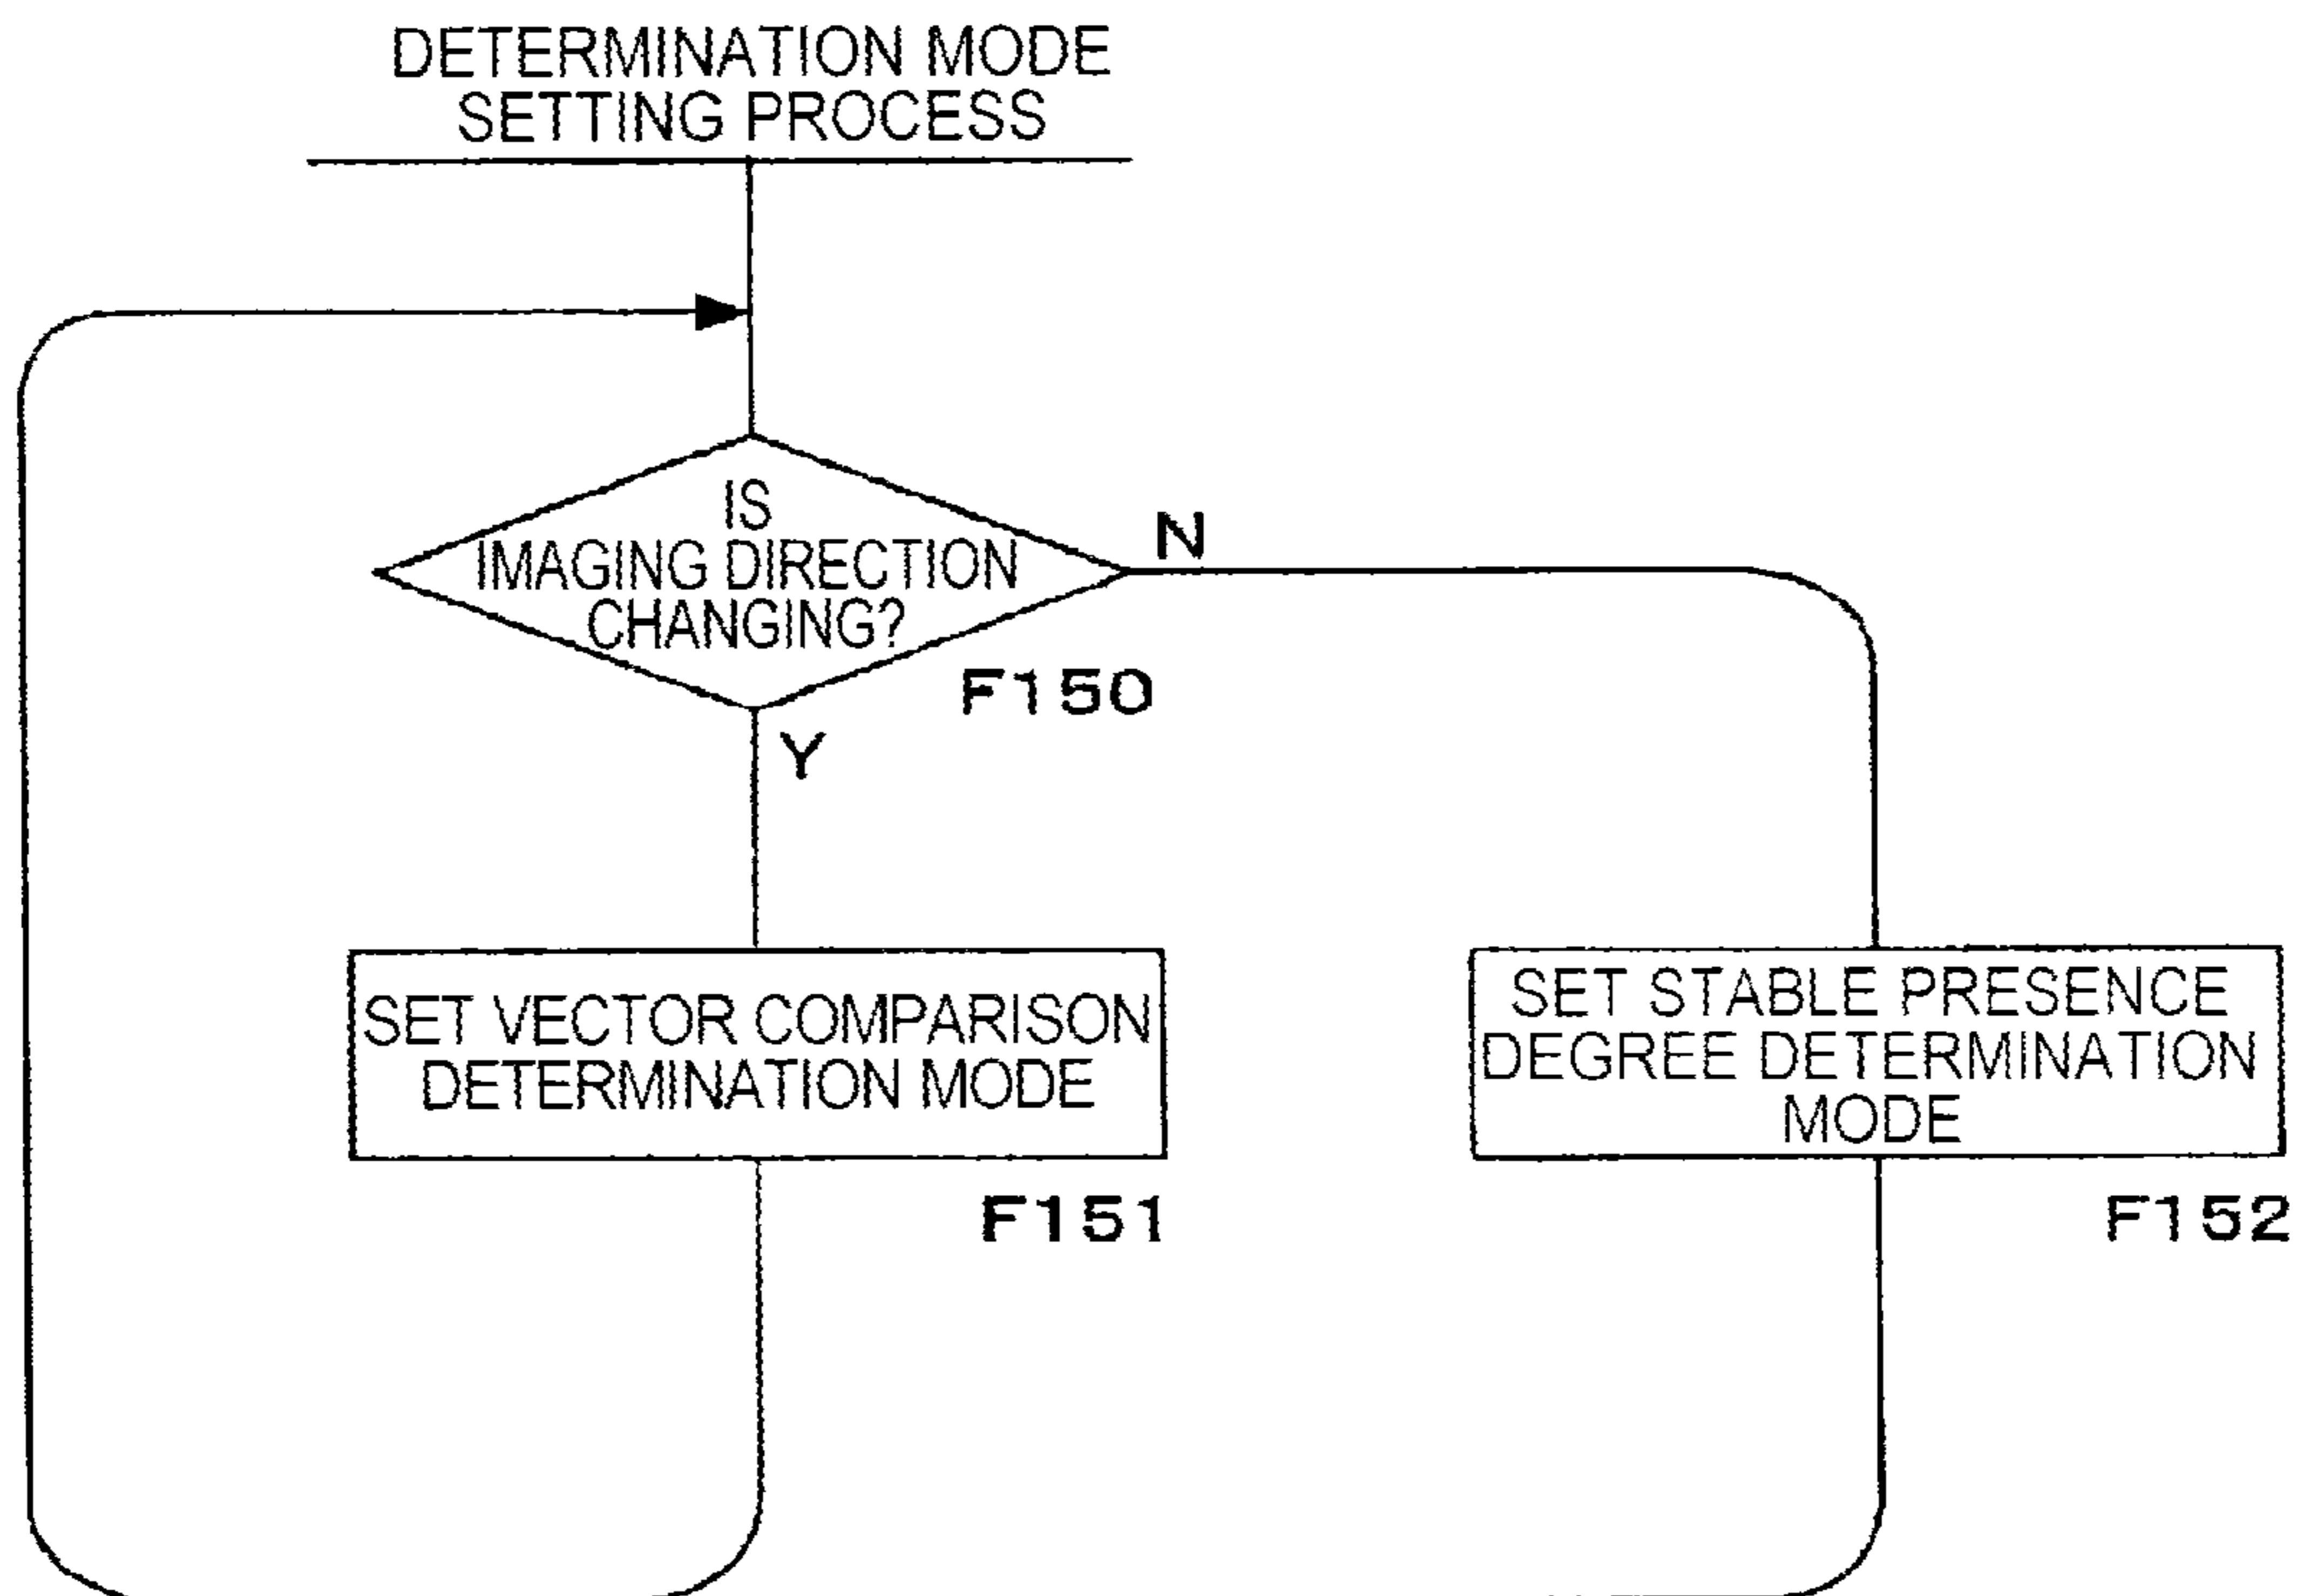 DETERMINATION MODE
SETTING PROCESS
IS
IMAGING DIRECTION
CHANGING?
N
F150
Y
SET VECTOR COMPARISON
DETERMINATION MODE
F151
SET STABLE PRESENCE
DEGREE DETERMINATION
MODE
F152